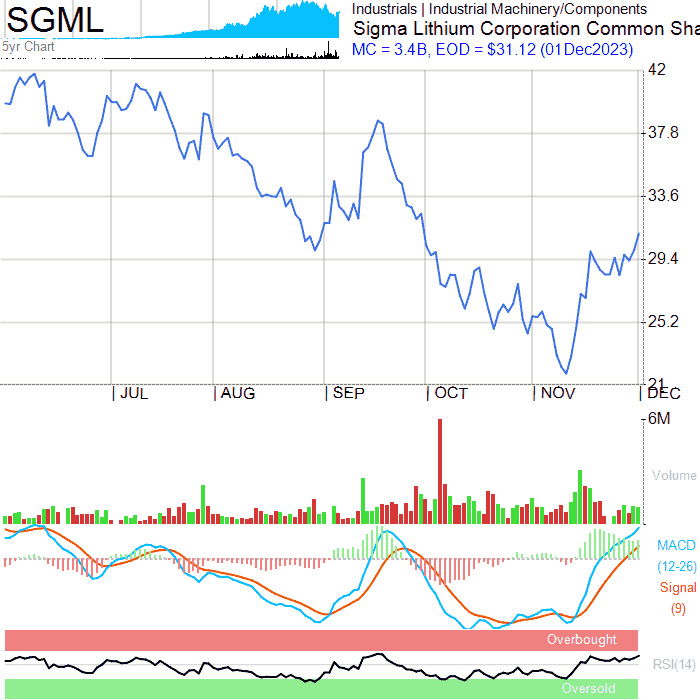 SGML
Industrials | Industrial Machinery/Components
Sigma Lithium Corporation Common Sha
5yr Chart
MC = 3.4B, EOD = $31.12 (01Dec2023)
42
37.8
33.6
29.4
25.2
21
JUL AUG SEP OCT NOV DEC
6M
Volume
MACD
(12-26)
Signal
(9)
Overbought
RSI(14)
Oversold